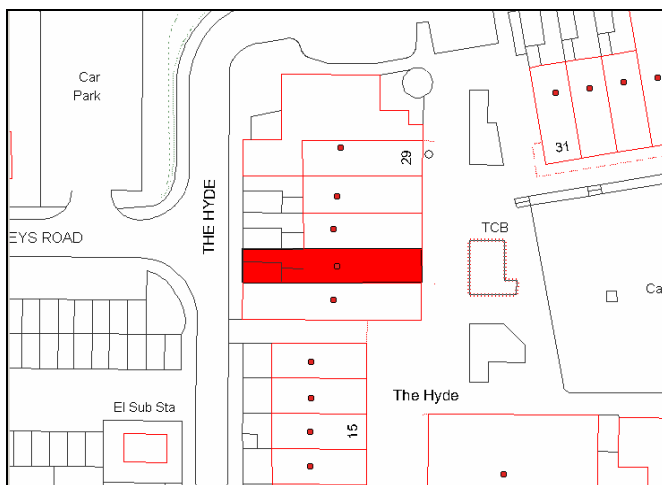 Car
Park
THE HYDE
29
31
TCB
EYS ROAD
Ca
The Hyde
El Sub Sta
15